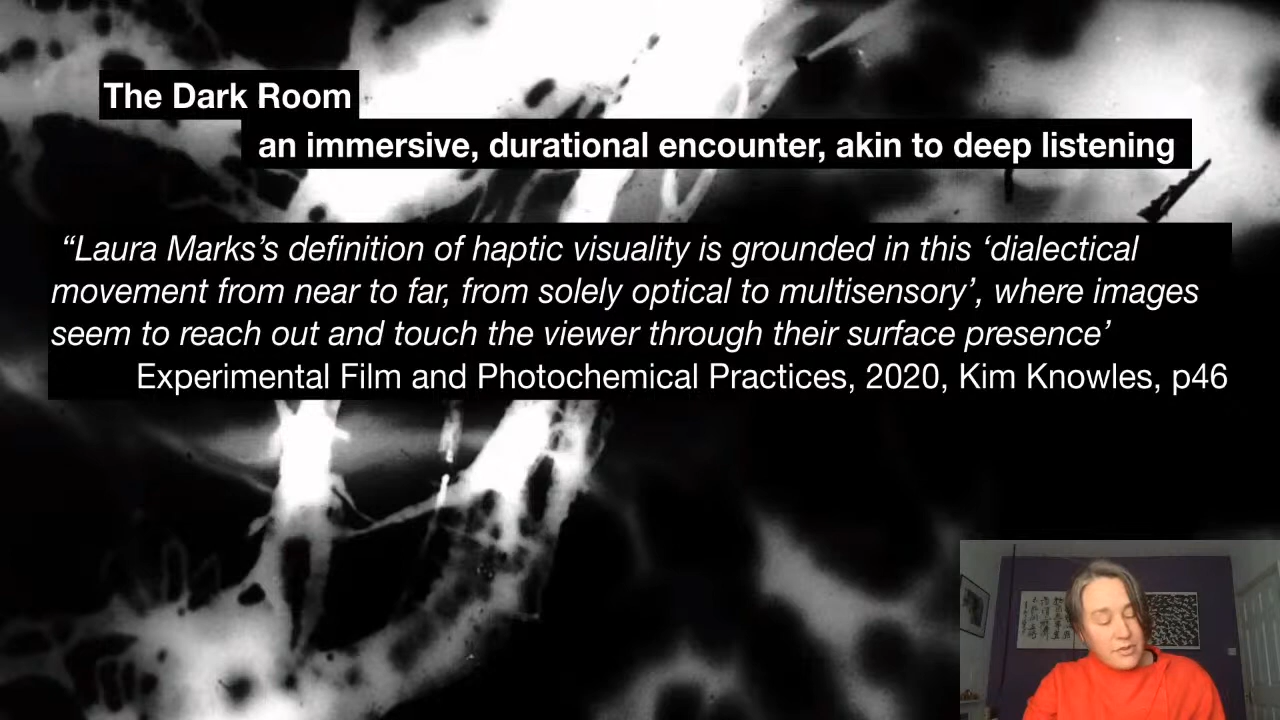 The Dark Room
an immersive, durational encounter, akin to deep listening
“Laura Marks’s definition of haptic visuality is grounded in this ‘dialectical
movement from near to far, from solely optical to multisensory’, where images
seem to reach out and touch the viewer through their surface presence’
Experimental Film and Photochemical Practices, 2020, Kim Knowles, p46